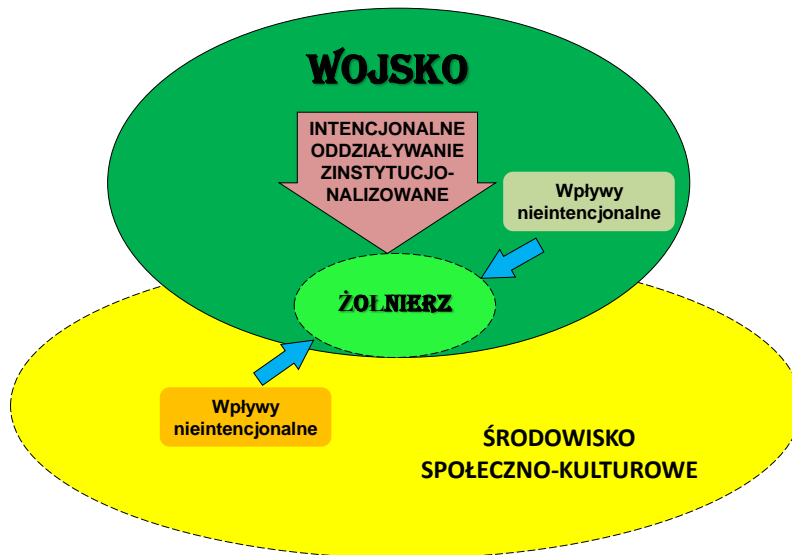 WOJSKO
INTENCJONALNE
ODDZIAŁYWANIE
ZINSTYTUCJO-
NALIZOWANE
Wpływy
nieintencjonalne
ŻOŁNIERZ
Wpływy
nieintencjonalne
ŚRODOWISKO
SPOŁECZNO-KULTUROWE